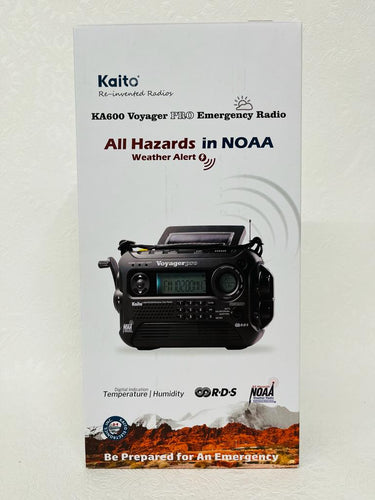 Kaito®
Re-invented Radios
KA600 Voyager PRO Emergency Radio
All Hazards in NOAA
Weather Alert
Voyager PRO
Kaito
R·D·S
Digital Indication
Temperature | Humidity
R·D·S
NOAA
Be Prepared for An Emergency